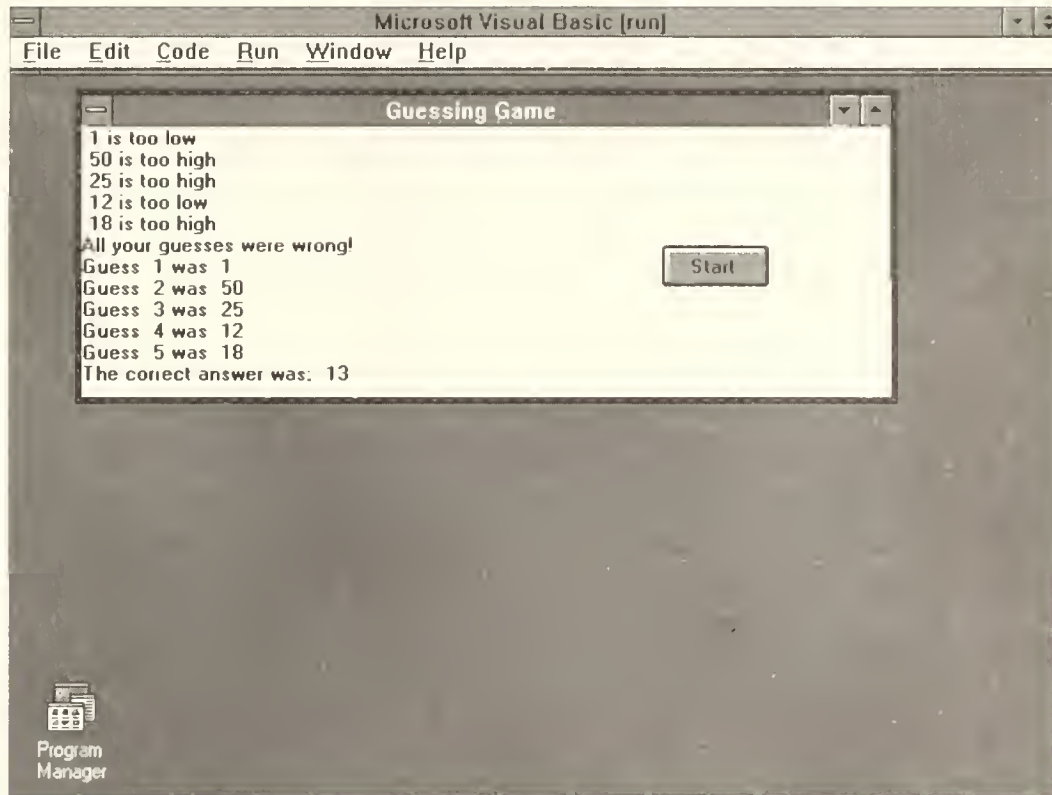 Microsoft Visual Basic [run]
File Edit Code Run Window Help
Guessing Game
1 is too low
50 is too high
25 is too high
12 is too low
18 is too high
All your guesses were wrong!
Guess 1 was 1
Guess 2 was 50
Guess 3 was 25
Guess 4 was 12
Guess 5 was 18
The correct answer was: 13
Start
Program
Manager